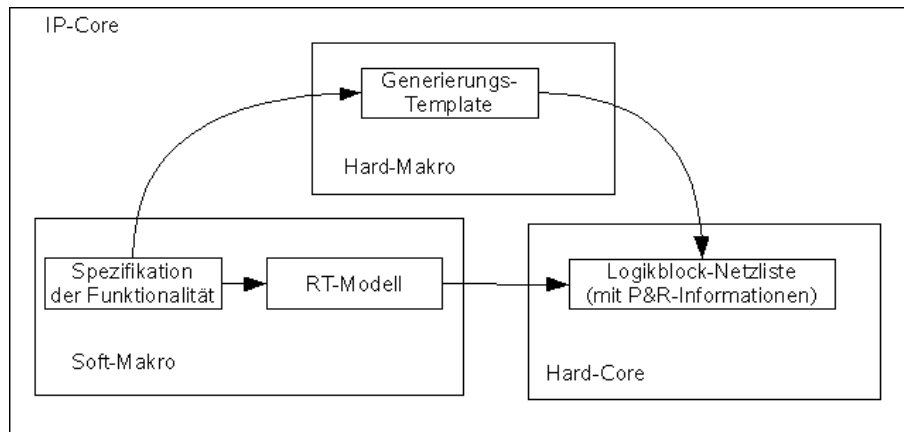 IP-Core
Generierungs-
Template
Hard-Makro
Spezifikation
der Funktionalität
RT-Modell
Soft-Makro
Logikblock-Netzliste
(mit P&R-Informationen)
Hard-Core